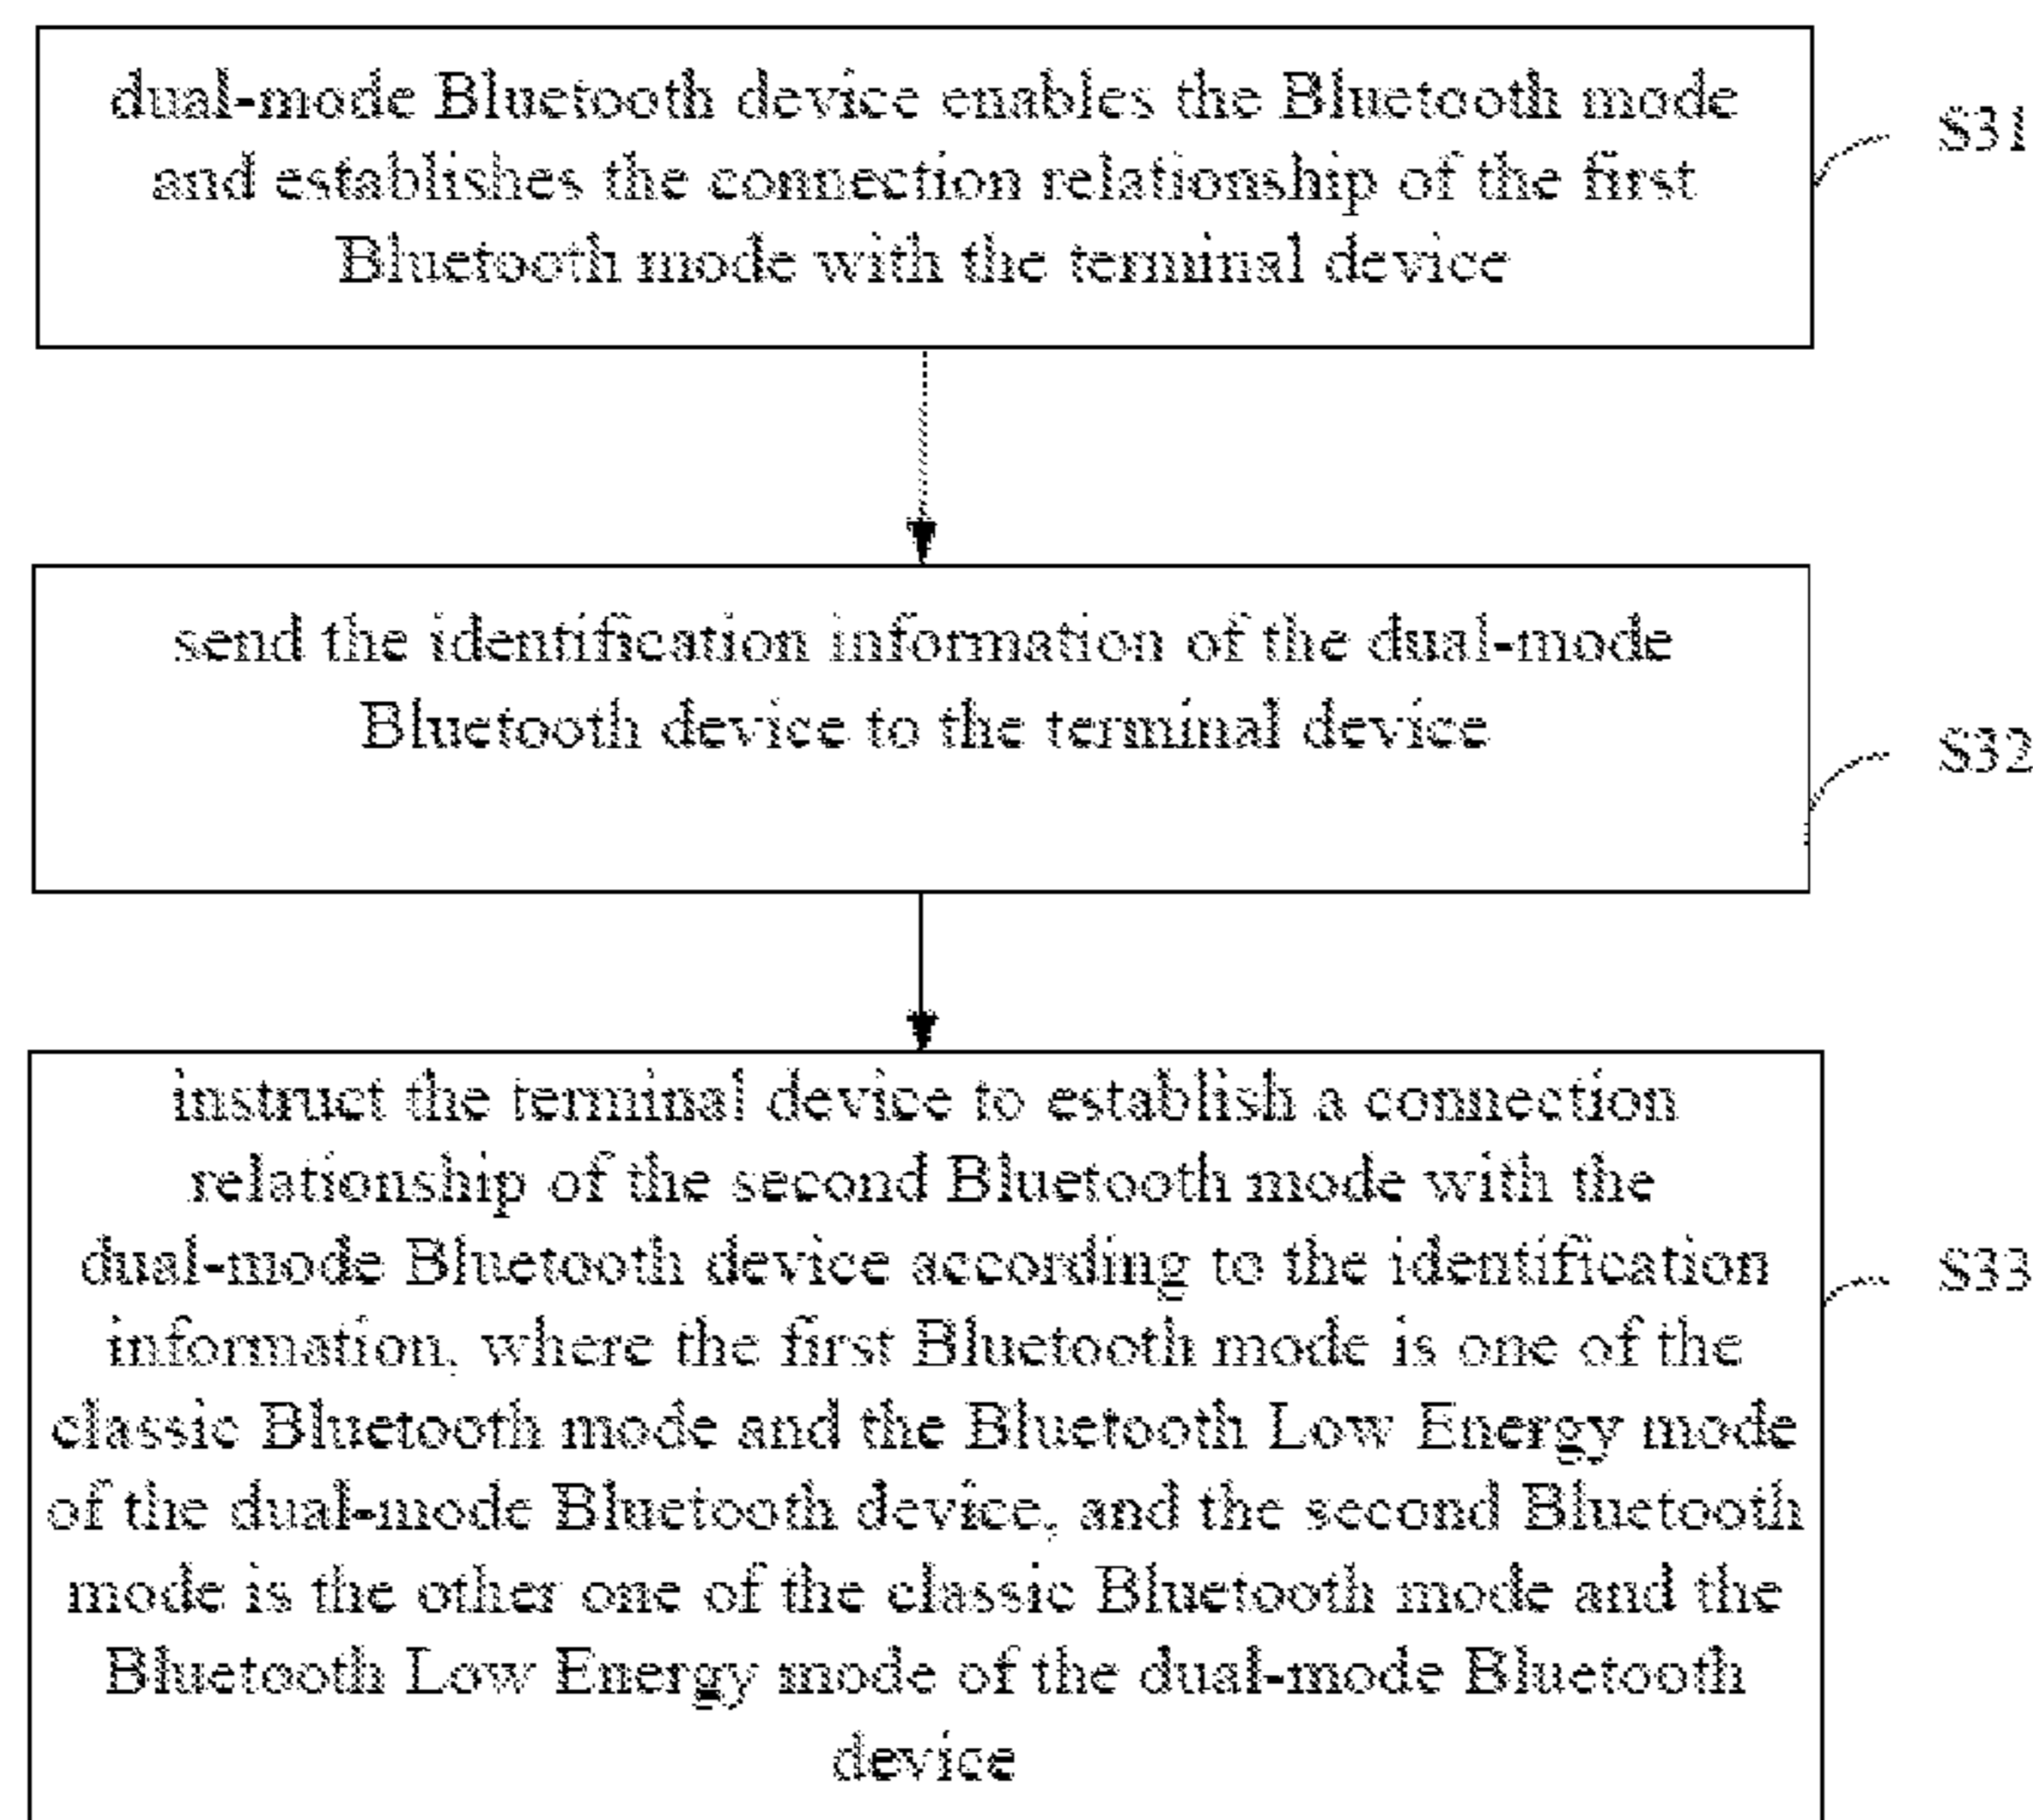 dual-mode Bluetooth device enables the Bluetooth mode
and establishes the connection relationship of the first
Bluetooth mode with the terminal device
S31
send the identification information of the dual-mode
Bluetooth device to the terminal device
S32
instruct the terminal device to establish a connection
relationship of the second Bluetooth mode with the
dual-mode Bluetooth device according to the identification
information, where the first Bluetooth mode is one of the
classic Bluetooth mode and the Bluetooth Low Energy mode
of the dual-mode Bluetooth device, and the second Bluetooth
mode is the other one of the classic Bluetooth mode and the
Bluetooth Low Energy mode of the dual-mode Bluetooth
device
S33